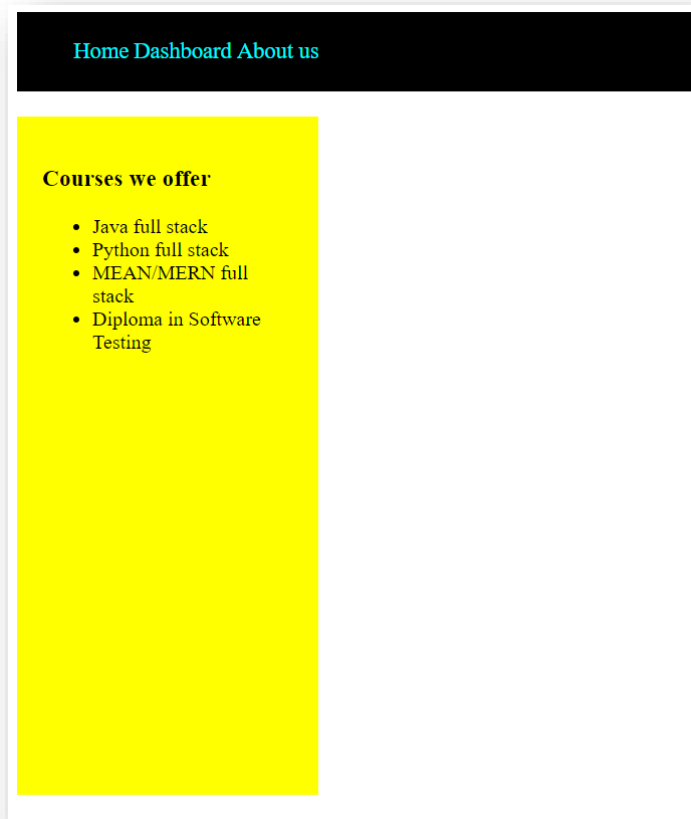 Home Dashboard About us
Courses we offer
Java full stack
Python full stack
MEAN/MERN full
stack
Diploma in Software
Testing